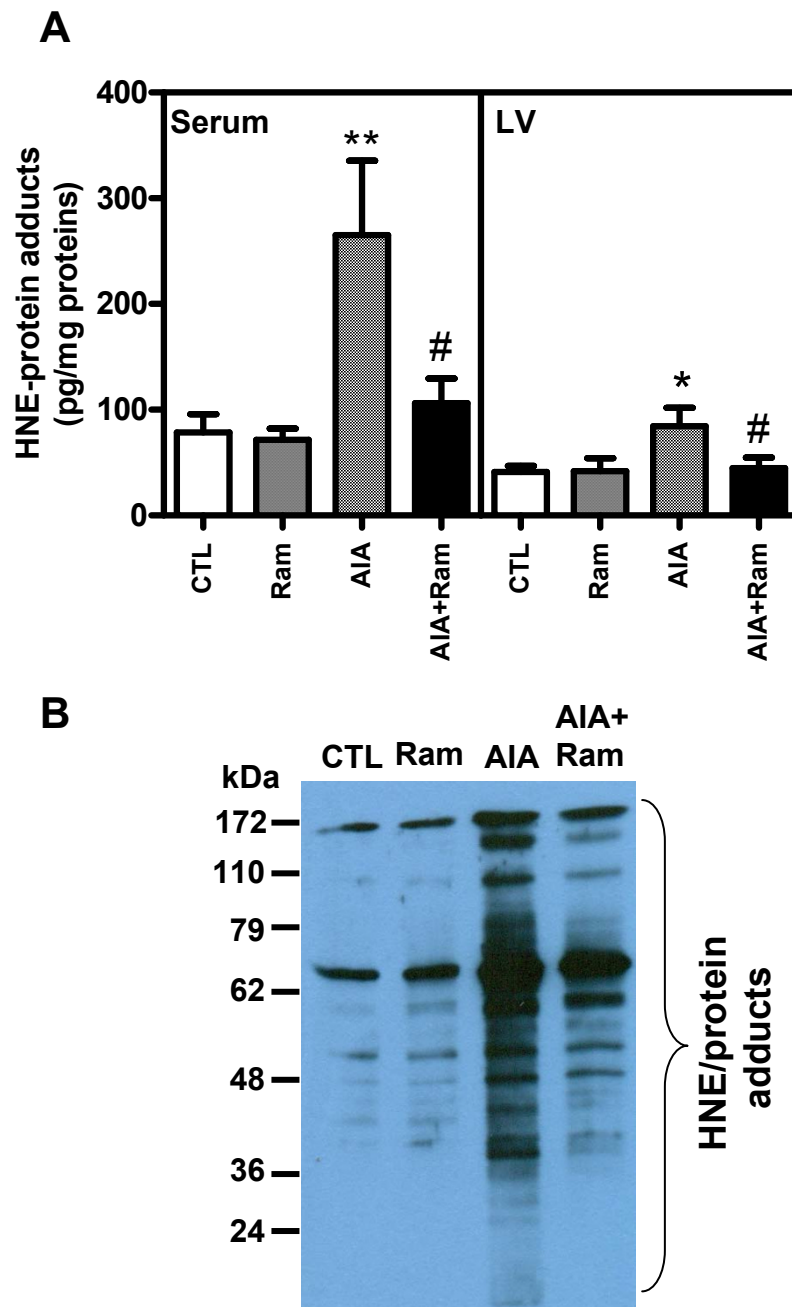 A
HNE-protein adducts
(pg/mg proteins)
400
300
200
100
0
Serum
**
#
LV
*
#
CTL
Ram
AIA
AIA+Ram
CTL
Ram
AIA
AIA+Ram
B
kDa
CTL Ram AIA AIA+
Ram
172
110
79
62
48
36
24
HNE/protein
adducts